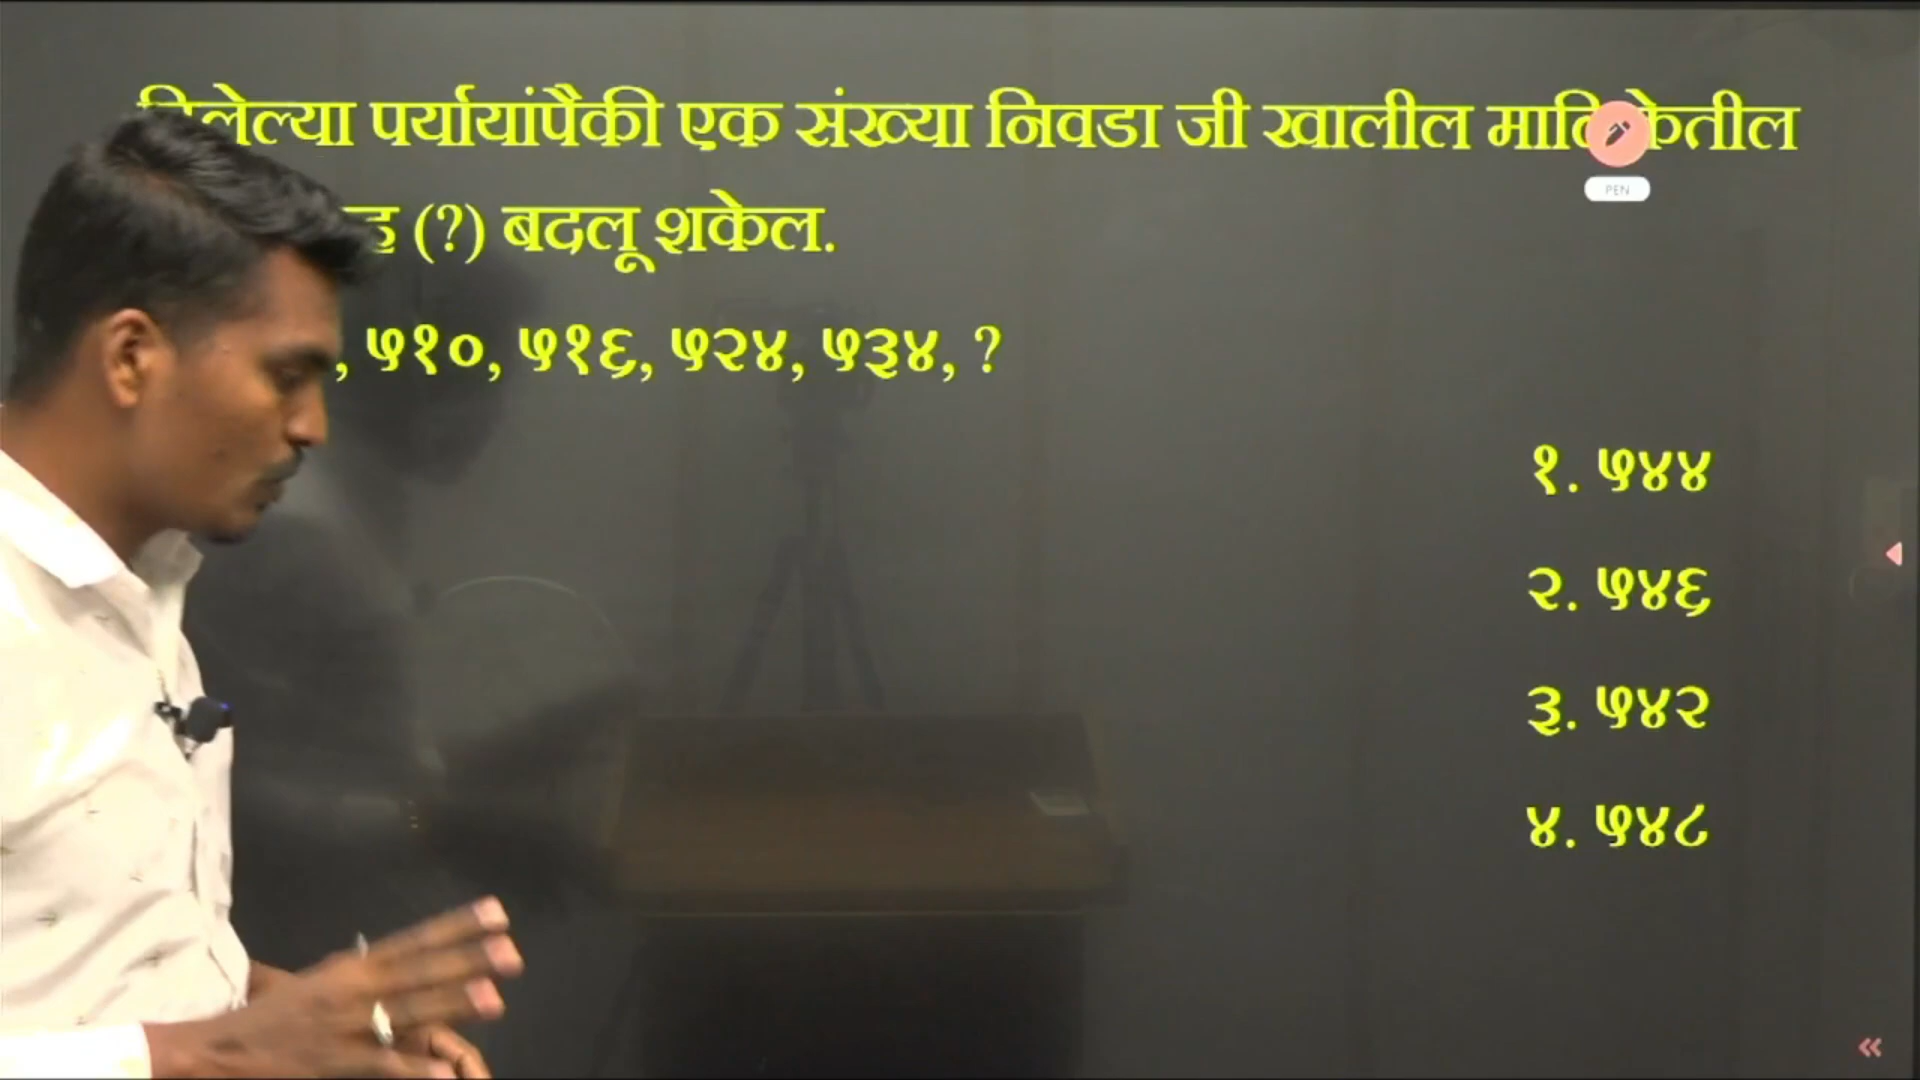 पर्यायांपैकी एक संख्या निवडा जी खालील
(?) बदलू शकेल.
, ५१०, ५१६, ५२४, ५३४, ?
PEN
१. ५४४
२. ५४६
३. ५४२
४. ५४८